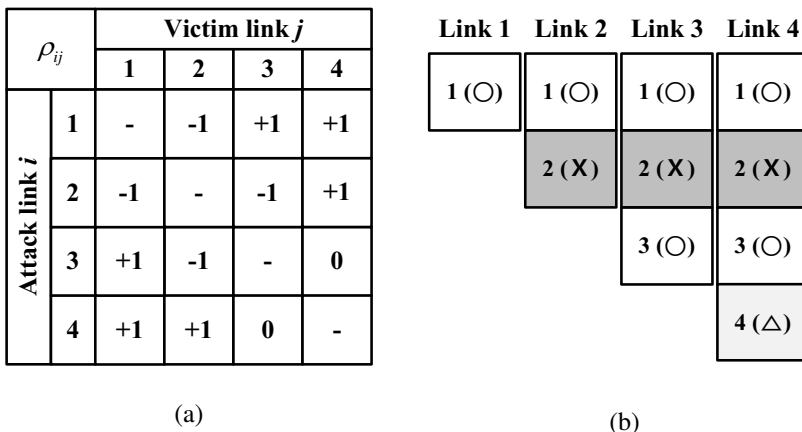 ρij Victim link j
1 2 3 4
Attack link i
1 - -1 +1 +1
2 -1 - -1 +1
3 +1 -1 - 0
4 +1 +1 0 -
(a)
Link 1 Link 2 Link 3 Link 4
1 (○) 1 (○) 1 (○) 1 (○)
2 (X) 2 (X) 2 (X)
3 (○) 3 (○)
4 (△)
(b)